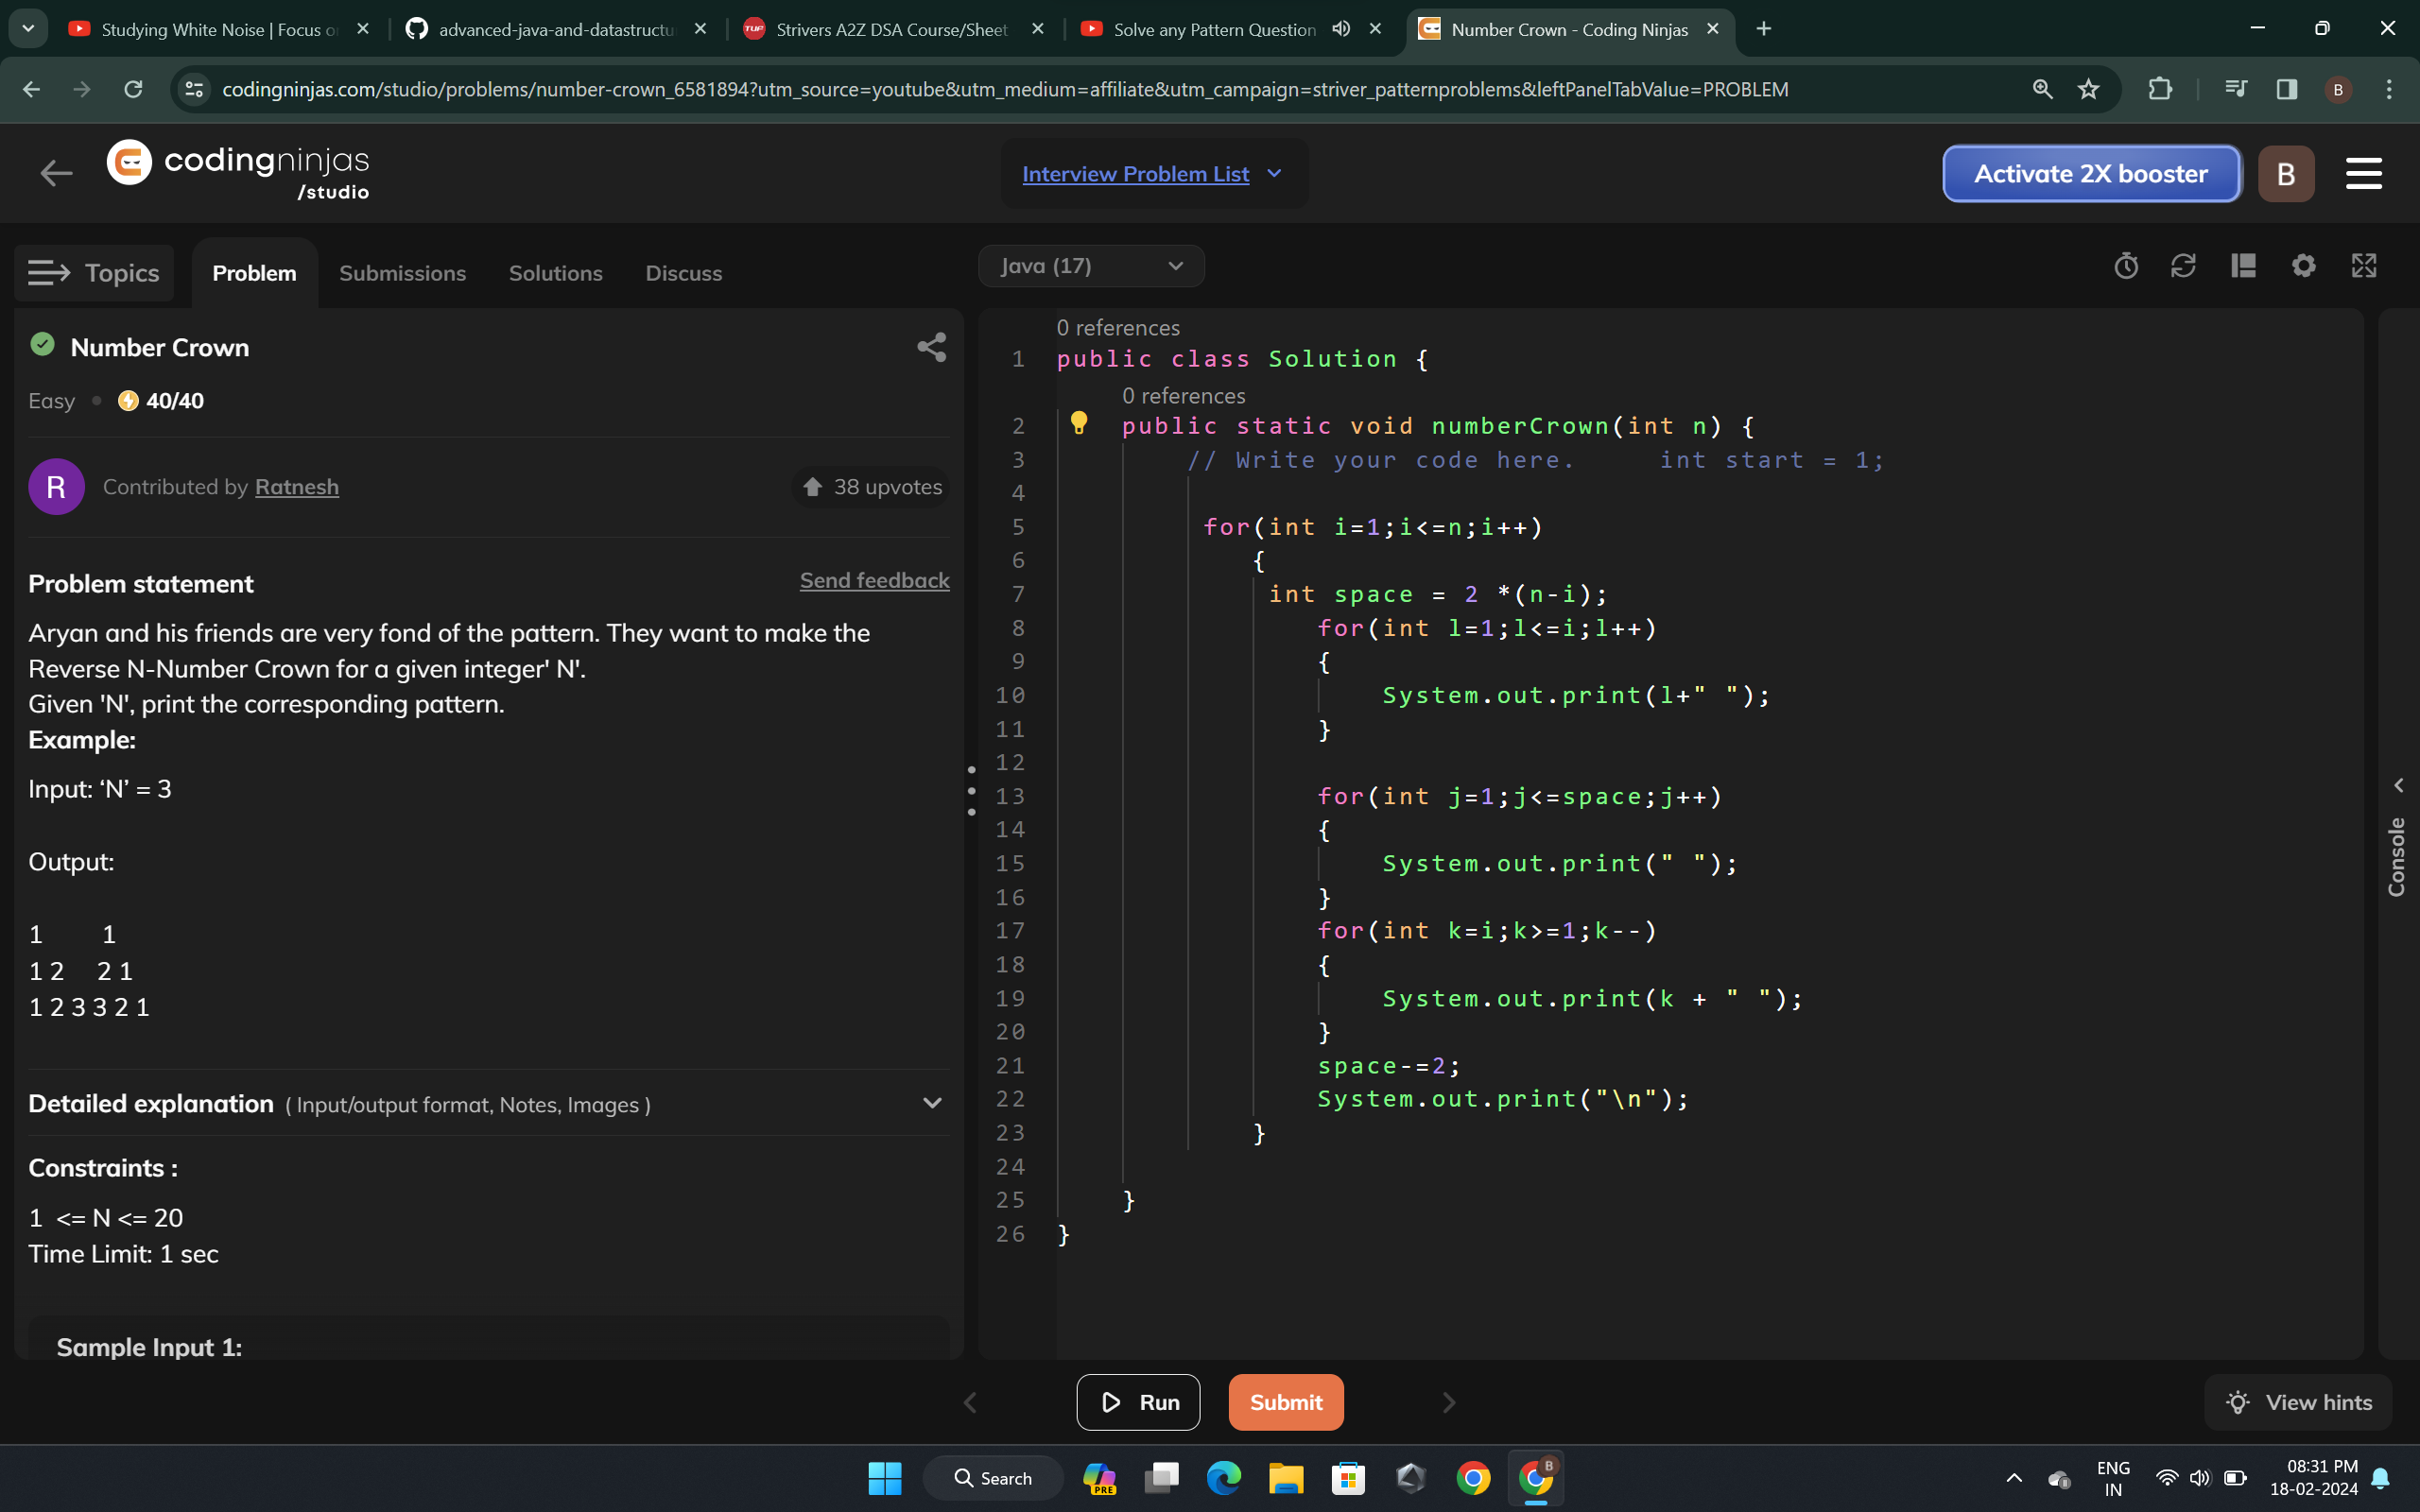 Studying White Noise | Focus o
advanced-java-and-datastructu
TUF
Strivers A2Z DSA Course/Sheet
Solve any Pattern Question
Number Crown - Coding Ninjas
codingninjas.com/studio/problems/number-crown_6581894?utm_source=youtube&utm_medium=affiliate&utm_campaign=striver_patternproblems&leftPanelTabValue=PROBLEM
B
codingninjas
/studio
Interview Problem List
Activate 2X booster
B
Topics
Problem
Submissions
Solutions
Discuss
Java (17)
Number Crown
Easy • 40/40
R
Contributed by Ratnesh
38 upvotes
Problem statement
Send feedback
Aryan and his friends are very fond of the pattern. They want to make the
Reverse N-Number Crown for a given integer' N'.
Given 'N', print the corresponding pattern.
Example:
Input: ‘N’ = 3
Output:
1         1
1 2     2 1
1 2 3 3 2 1
Detailed explanation ( Input/output format, Notes, Images )
Constraints :
1  <= N <= 20
Time Limit: 1 sec
Sample Input 1:
0 references
1 public class Solution {
0 references
2 public static void numberCrown(int n) {
3 // Write your code here.     int start = 1;
4
5 for(int i=1;i<=n;i++)
6 {
7 int space = 2 *(n-i);
8 for(int l=1;l<=i;l++)
9 {
10 System.out.print(l+" ");
11 }
12
13 for(int j=1;j<=space;j++)
14 {
15 System.out.print(" ");
16 }
17 for(int k=i;k>=1;k--)
18 {
19 System.out.print(k + " ");
20 }
21 space-=2;
22 System.out.print("\n");
23 }
24
25 }
26 }
Console
Run
Submit
View hints
Search
PRE
B
ENG
IN
08:31 PM
18-02-2024